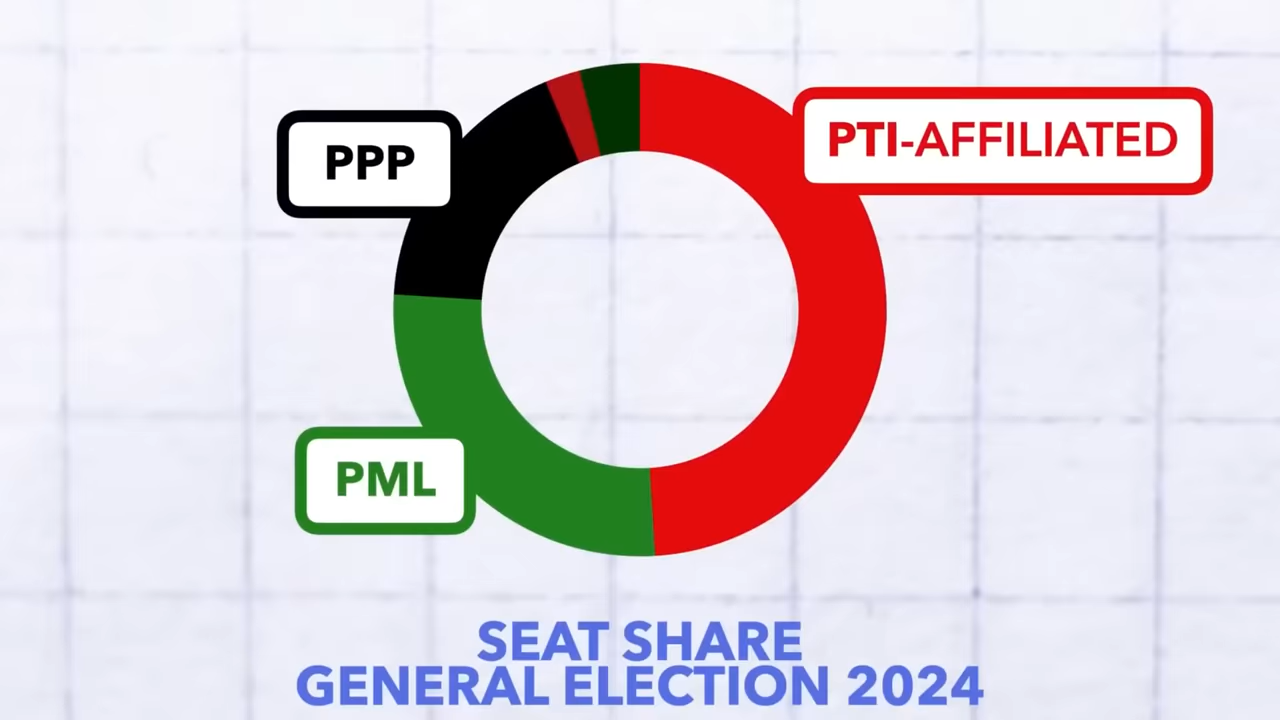 PPP
PTI-AFFILIATED
PML
SEAT SHARE
GENERAL ELECTION 2024